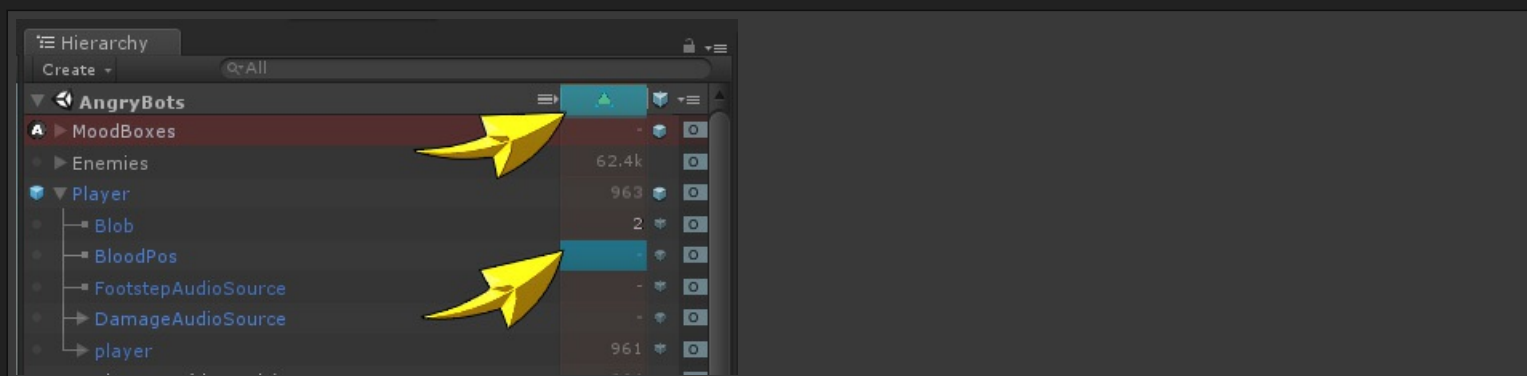 Hierarchy
Create All
AngryBots
A MoodBoxes -
Enemies 62.4k
Player 963
Blob 2
BloodPos -
FootstepAudioSource -
DamageAudioSource -
player 961